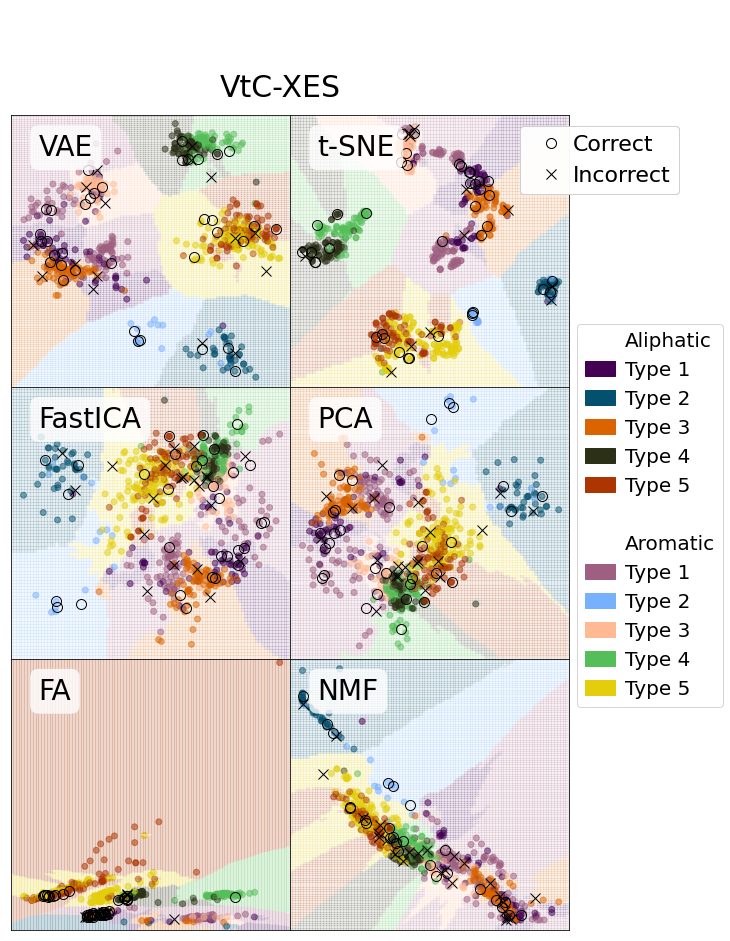 VtC-XES
VAE
t-SNE
Correct
Incorrect
Aliphatic
Type 1
Type 2
Type 3
Type 4
Type 5
Aromatic
Type 1
Type 2
Type 3
Type 4
Type 5
FastICA
PCA
FA
NMF